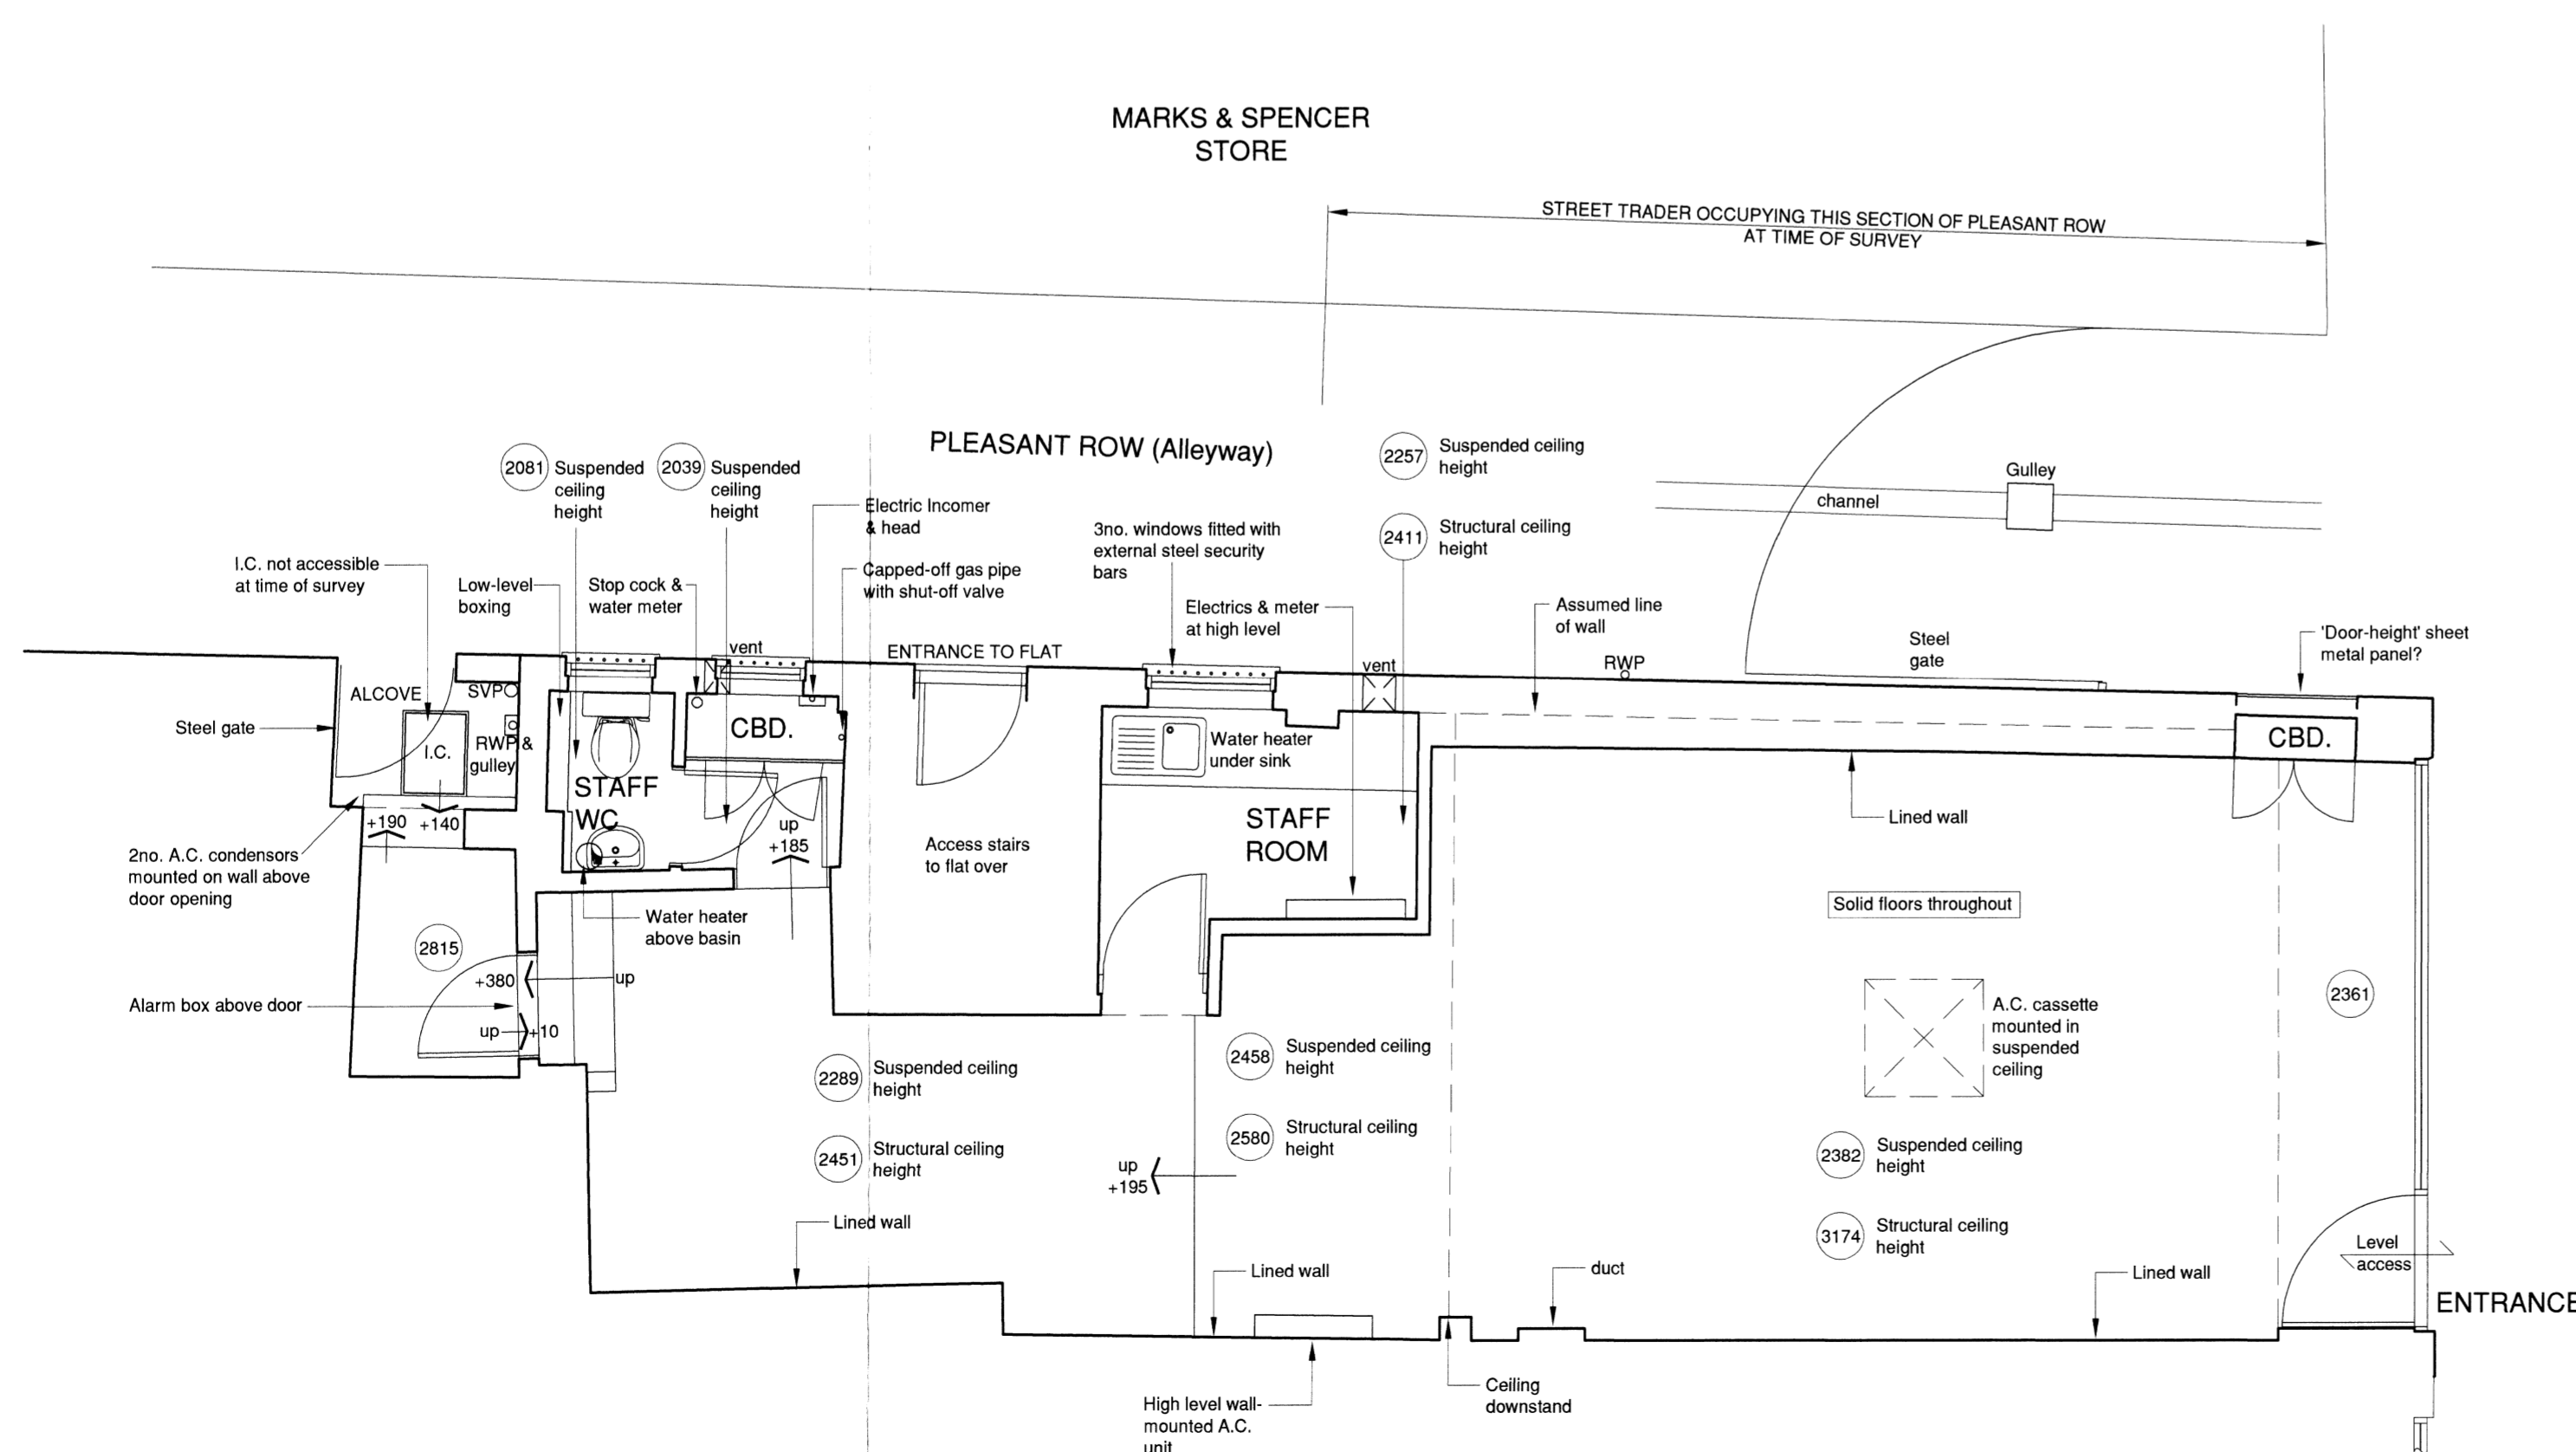 MARKS & SPENCER
STORE
STREET TRADER OCCUPYING THIS SECTION OF PLEASANT ROW
AT TIME OF SURVEY
PLEASANT ROW (Alleyway)
2081
Suspended
ceiling
height
2039
Suspended
ceiling
height
2257
Suspended ceiling
height
2411
Structural ceiling
height
Gulley
channel
Electric Incomer
& head
Capped-off gas pipe
with shut-off valve
3no. windows fitted with
external steel security
bars
Electrics & meter
at high level
I.C. not accessible
at time of survey
Low-level
boxing
Stop cock &
water meter
Assumed line
of wall
Steel
gate
'Door-height' sheet
metal panel?
vent
ENTRANCE TO FLAT
vent
RWP
ALCOVE
SVP
Steel gate
I.C.
RWP &
gulley
CBD.
Water heater
under sink
CBD.
STAFF
WC
+190
+140
up
+185
Access stairs
to flat over
STAFF
ROOM
Lined wall
2no. A.C. condensors
mounted on wall above
door opening
Water heater
above basin
Solid floors throughout
2815
+380
up
Alarm box above door
up
+10
A.C. cassette
mounted in
suspended
ceiling
2361
2289
Suspended ceiling
height
2458
Suspended ceiling
height
2451
Structural ceiling
height
2580
Structural ceiling
height
up
+195
2382
Suspended ceiling
height
3174
Structural ceiling
height
Lined wall
Lined wall
duct
Lined wall
Level
access
ENTRANCE
Ceiling
downstand
High level wall-
mounted A.C.
unit